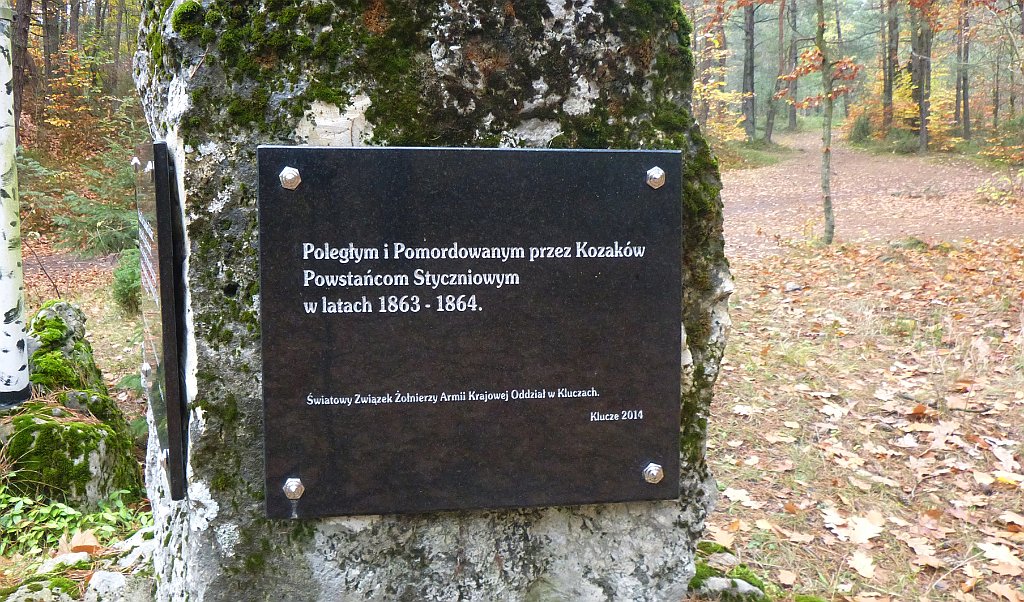 Poległym i Pomordowanym przez Kozaków
Powstańcom Styczniowym
w latach 1863 - 1864.
Światowy Związek Żołnierzy Armii Krajowej Oddział w Kluczach.
Klucze 2014